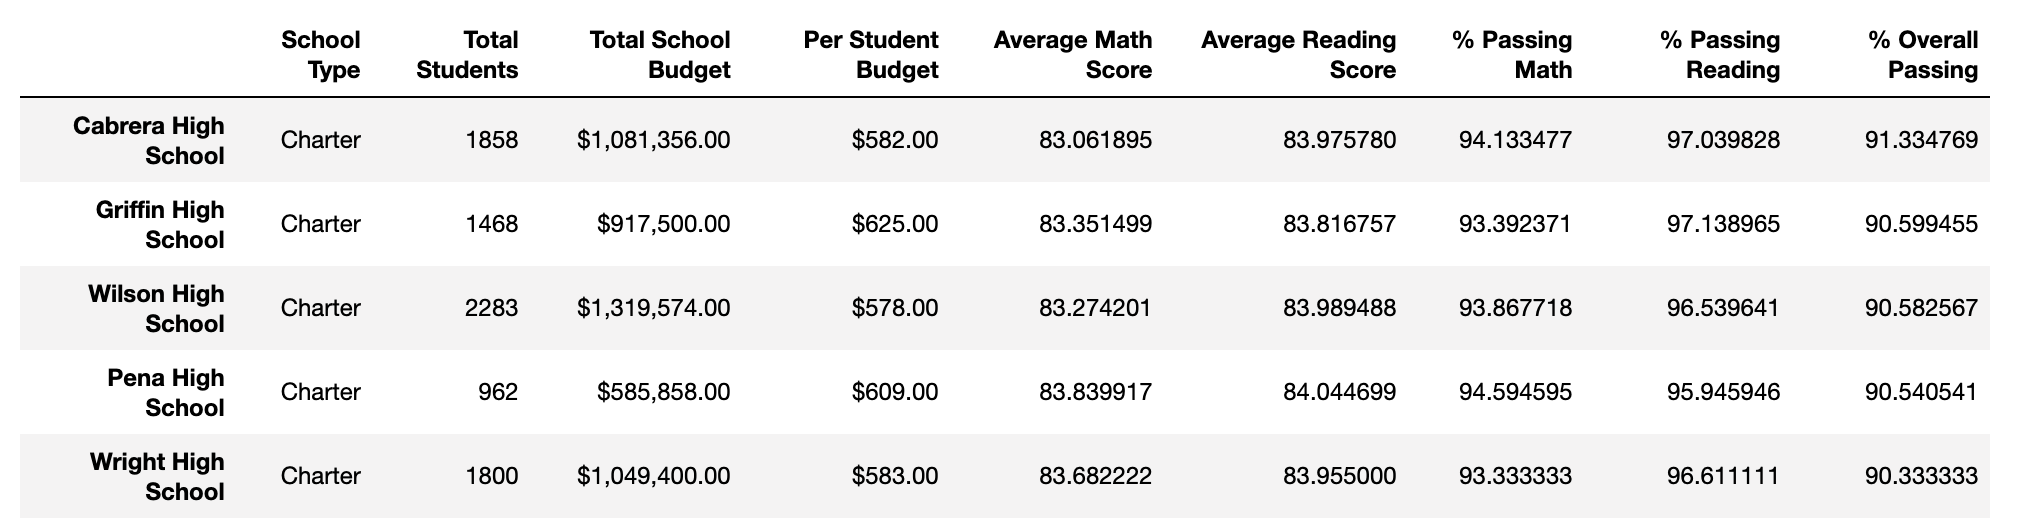 School Type Total Students Total School Budget Per Student Budget Average Math Score Average Reading Score % Passing Math % Passing Reading % Overall Passing
Cabrera High School Charter 1858 $1,081,356.00 $582.00 83.061895 83.975780 94.133477 97.039828 91.334769
Griffin High School Charter 1468 $917,500.00 $625.00 83.351499 83.816757 93.392371 97.138965 90.599455
Wilson High School Charter 2283 $1,319,574.00 $578.00 83.274201 83.989488 93.867718 96.539641 90.582567
Pena High School Charter 962 $585,858.00 $609.00 83.839917 84.044699 94.594595 95.945946 90.540541
Wright High School Charter 1800 $1,049,400.00 $583.00 83.682222 83.955000 93.333333 96.611111 90.333333